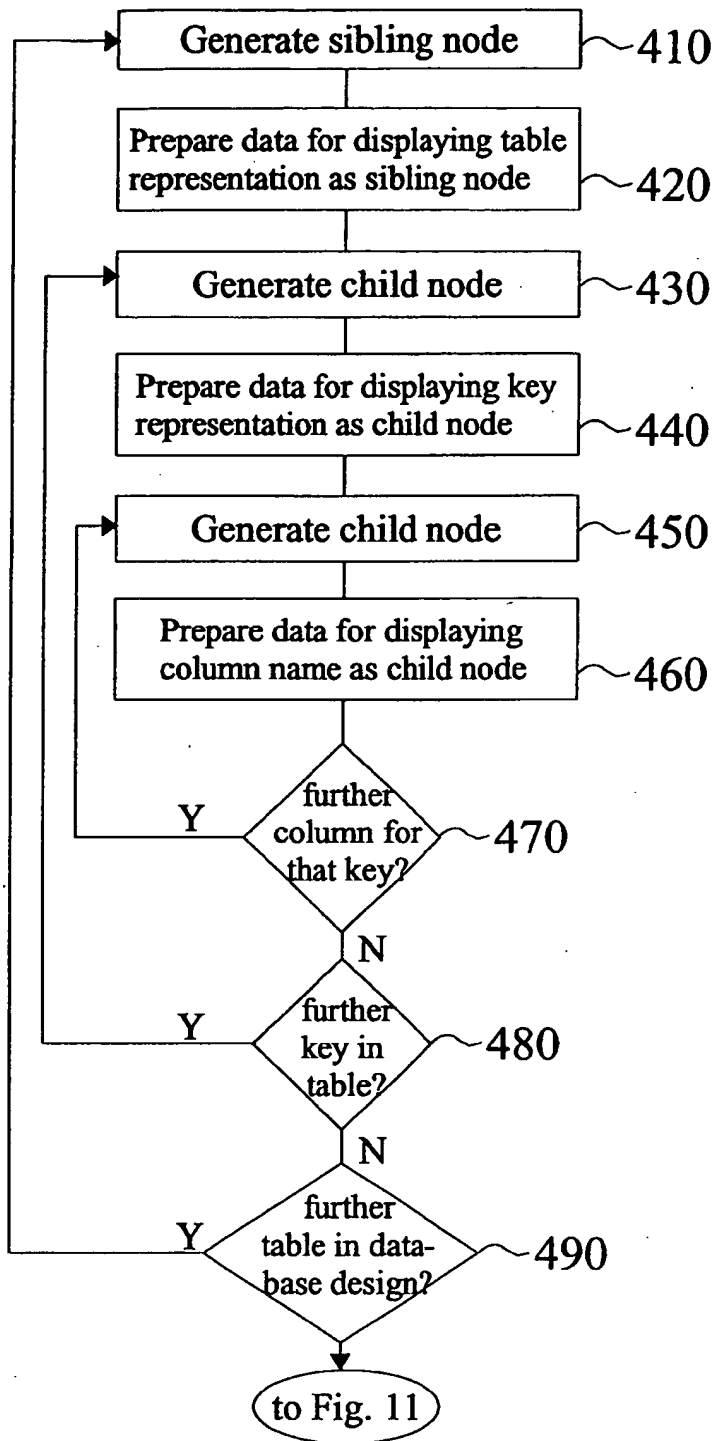 Generate sibling node
410
Prepare data for displaying table
representation as sibling node
420
Generate child node
430
Prepare data for displaying key
representation as child node
440
Generate child node
450
Prepare data for displaying
column name as child node
460
further
column for
that key?
470
Y
N
further
key in
table?
480
Y
N
further
table in data-
base design?
490
Y
to Fig. 11